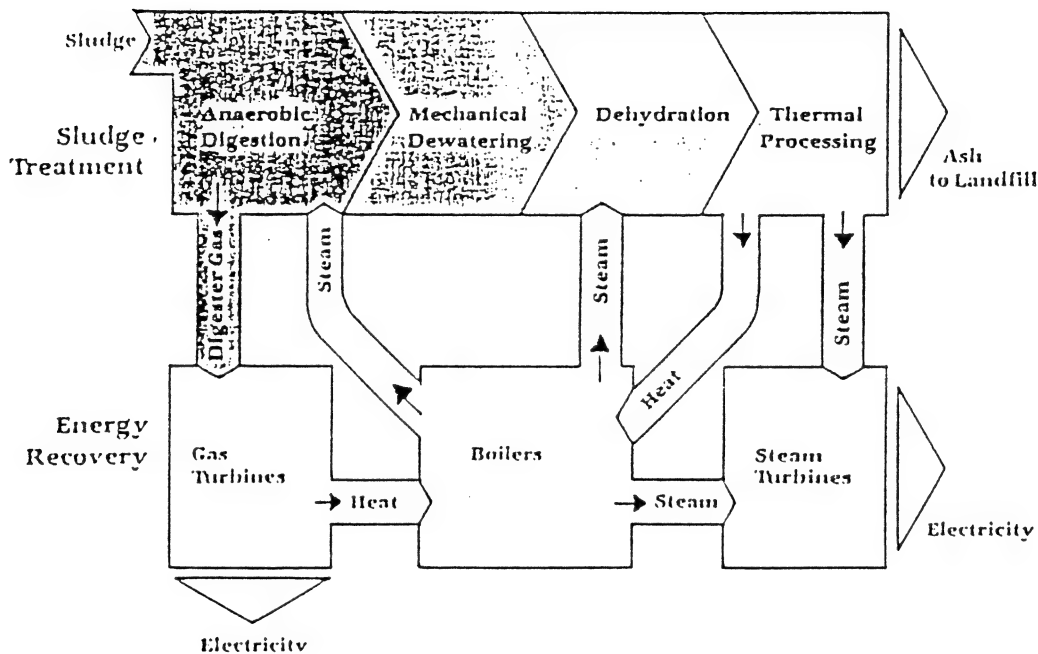 Sludge
Sludge
Treatment
Anaerobic
Digestion
Mechanical
Dewatering
Dehydration
Thermal
Processing
Ash
to Landfill
Digester Gas
Steam
Steam
Heat
Steam
Energy
Recovery
Gas
Turbines
Heat
Boilers
Steam
Steam
Turbines
Electricity
Electricity